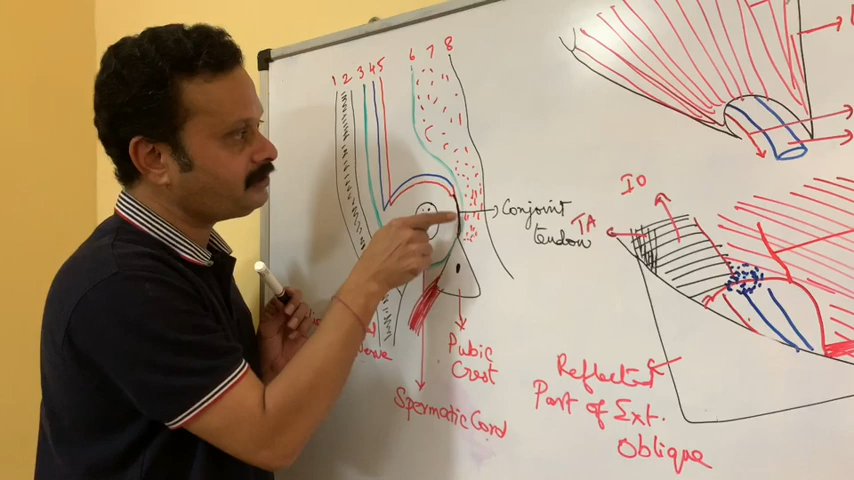 1 2 3 4 5 6 7 8
Conjoint
tendon
IO
TA
Pubic
Crest
Spermatic Cord
Reflected
Part of Ext.
Oblique